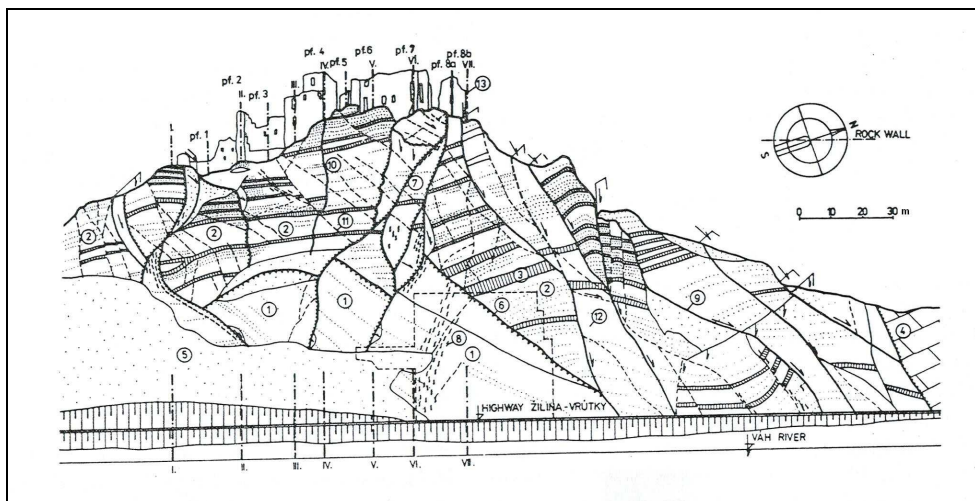 pf. 4 pf. 6 pf. 7 pf. 8b
IV. pf. 5 V. VI. pf. 8a VII.
pf. 2 III. 13
II. pf. 3
I. pf. 1
N
ROCK WALL
S
10
7
0 10 20 30 m
2 2 2 11
3 2
9
1 1 6 12
4
5 8 1
HIGHWAY ŽILINA-VRÚTKY
VÁH RIVER
I. II. III. IV. V. VI. VII.